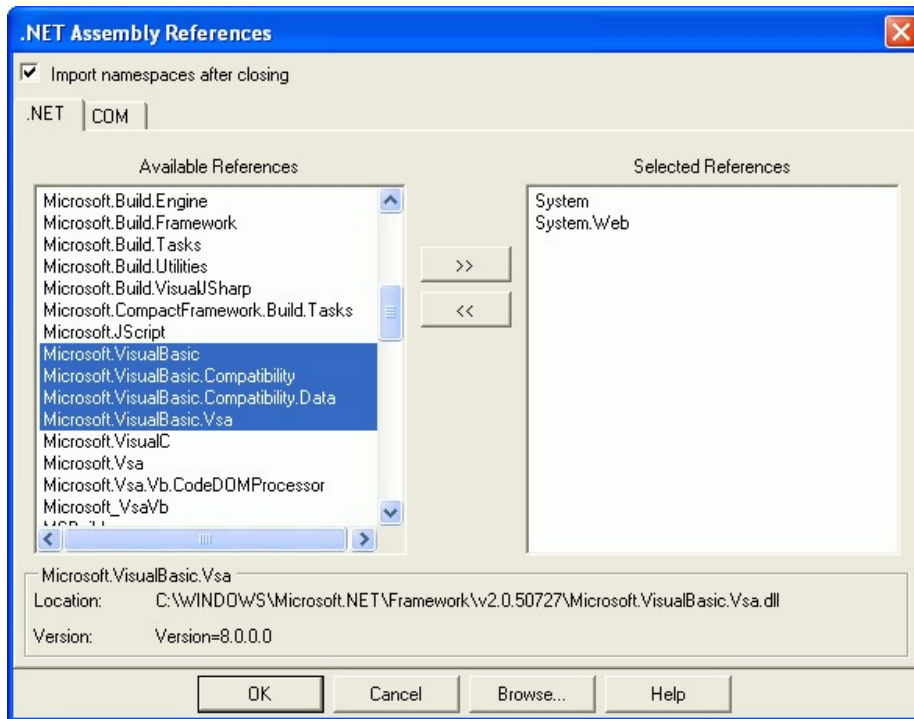 .NET Assembly References
Import namespaces after closing
.NET COM
Available References
Microsoft.Build.Engine
Microsoft.Build.Framework
Microsoft.Build.Tasks
Microsoft.Build.Utilities
Microsoft.Build.VisualJSharp
Microsoft.CompactFramework.Build.Tasks
Microsoft.JScript
Microsoft.VisualBasic
Microsoft.VisualBasic.Compatibility
Microsoft.VisualBasic.Compatibility.Data
Microsoft.VisualBasic.Vsa
Microsoft.VisualC
Microsoft.Vsa
Microsoft.Vsa.Vb.CodeDOMProcessor
Microsoft_VsaVb
>>
<<
Selected References
System
System.Web
Microsoft.VisualBasic.Vsa
Location: C:\WINDOWS\Microsoft.NET\Framework\v2.0.50727\Microsoft.VisualBasic.Vsa.dll
Version: Version=8.0.0.0
OK Cancel Browse... Help